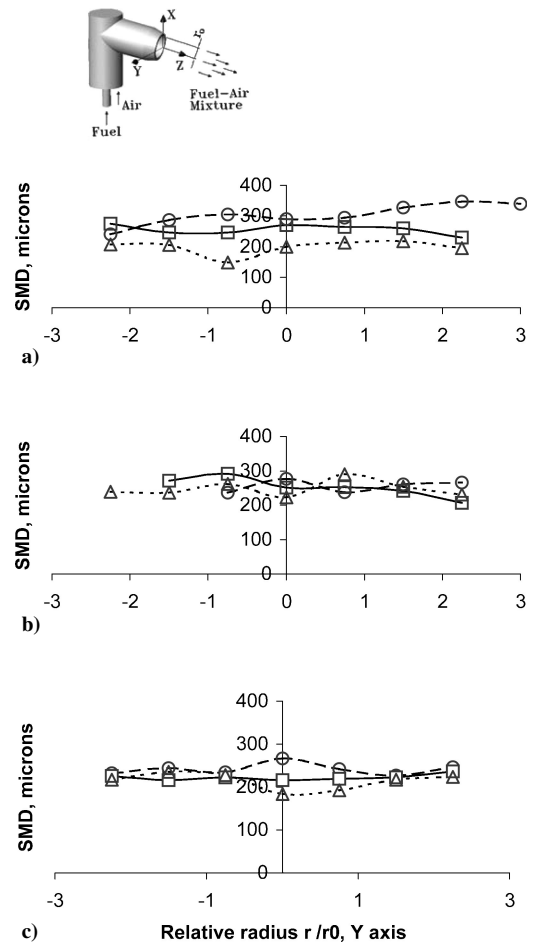 X
r0
Y
Z
Air
Fuel
Fuel-Air
Mixture
SMD, microns
400
300
200
100
0
-3 -2 -1 0 1 2 3
a)
SMD, microns
400
300
200
100
0
-3 -2 -1 0 1 2 3
b)
SMD, microns
400
300
200
100
0
-3 -1 1 3
c) Relative radius r /r0, Y axis